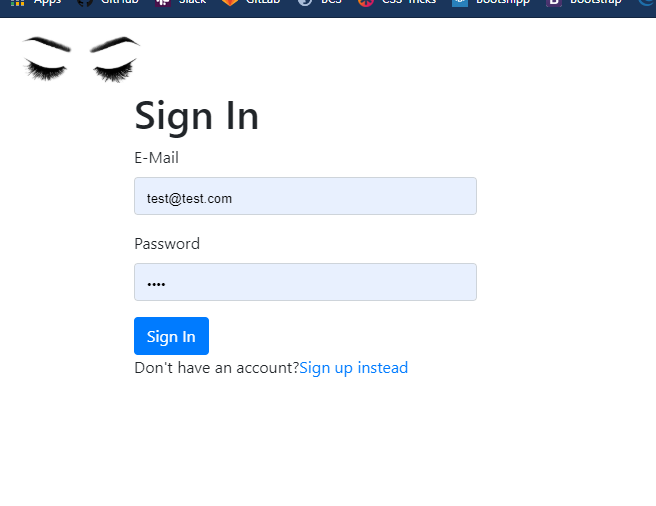 Apps GitHub Slack GitLab BCS CSS-Tricks Bootsnipp Bootstrap
Sign In
E-Mail
test@test.com
Password
••••
Sign In
Don't have an account?Sign up instead